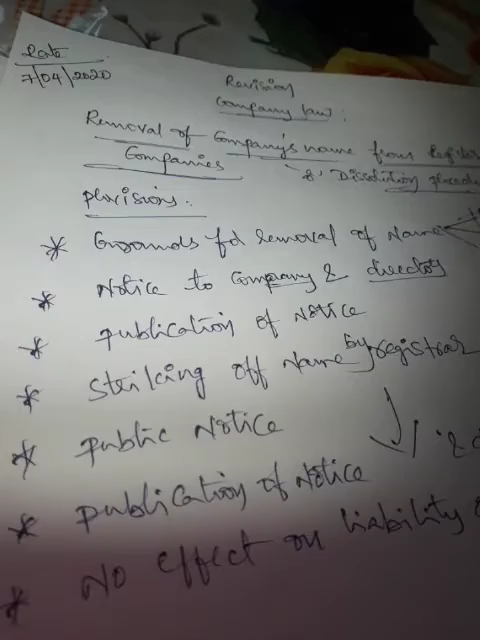 Date
7/04/2020
Revision
Company law:
Removal of Company's name from Register
Companies & Dissolution
Provisions:
* Grounds for removal of Name
* Notice to Company & directors
* Publication of Notice
* Striking off Name by registrar
* Public Notice
* Publication of Notice
* No effect on liability